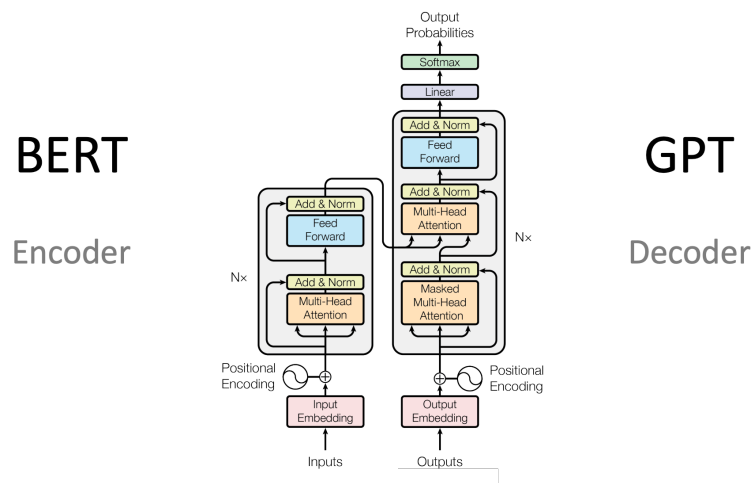 BERT
Encoder
Output
Probabilities
Softmax
Linear
Add & Norm
Feed
Forward
Add & Norm
Multi-Head
Attention
Add & Norm
Masked
Multi-Head
Attention
N×
Add & Norm
Feed
Forward
Add & Norm
Multi-Head
Attention
N×
Positional
Encoding
Positional
Encoding
Input
Embedding
Output
Embedding
Inputs
Outputs
GPT
Decoder